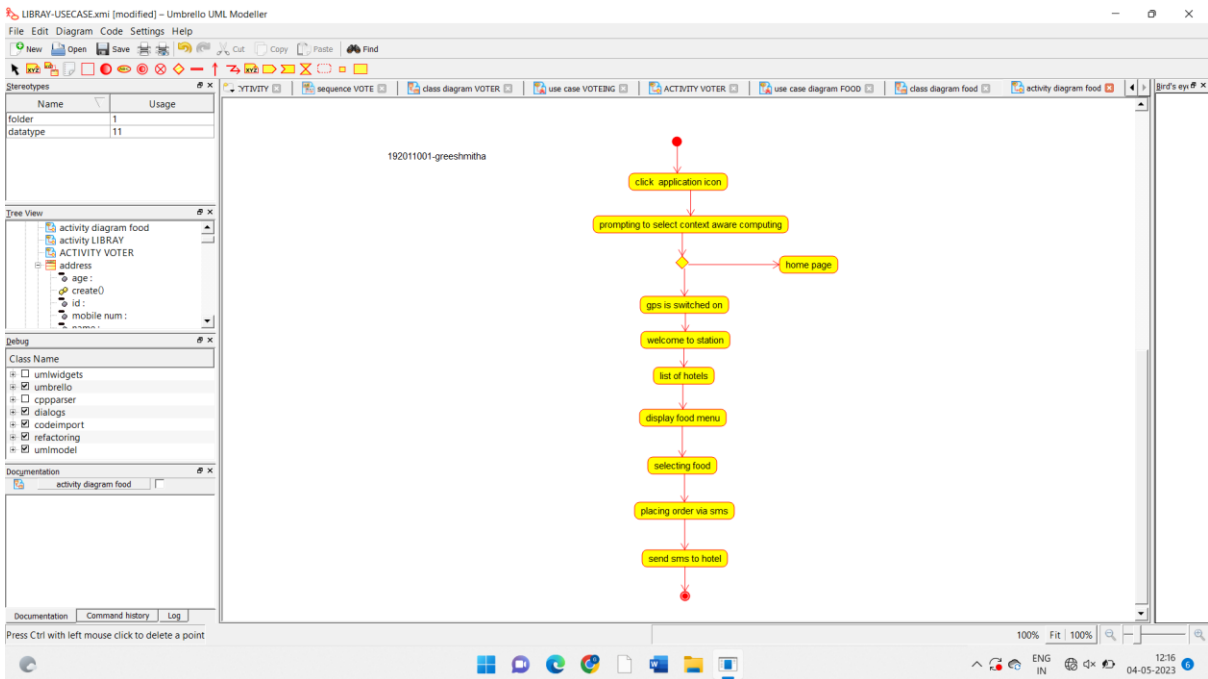 LIBRAY-USECASE.xmi [modified] – Umbrello UML Modeller
File Edit Diagram Code Settings Help
New Open Save Cut Copy Paste Find
Stereotypes
Name Usage
folder 1
datatype 11
Tree View
activity diagram food
activity LIBRAY
ACTIVITY VOTER
address
age :
create()
id :
mobile num :
Debug
Class Name
umlwidgets
umbrello
cppparser
dialogs
codeimport
refactoring
umlmodel
Documentation
activity diagram food
Documentation Command history Log
Press Ctrl with left mouse click to delete a point
sequence VOTE class diagram VOTER use case VOTEING ACTIVITY VOTER use case diagram FOOD class diagram food activity diagram food
192011001-greeshmitha
click application icon
prompting to select context aware computing
home page
gps is switched on
welcome to station
list of hotels
display food menu
selecting food
placing order via sms
send sms to hotel
100% Fit 100%
ENG
IN
12:16
04-05-2023
6